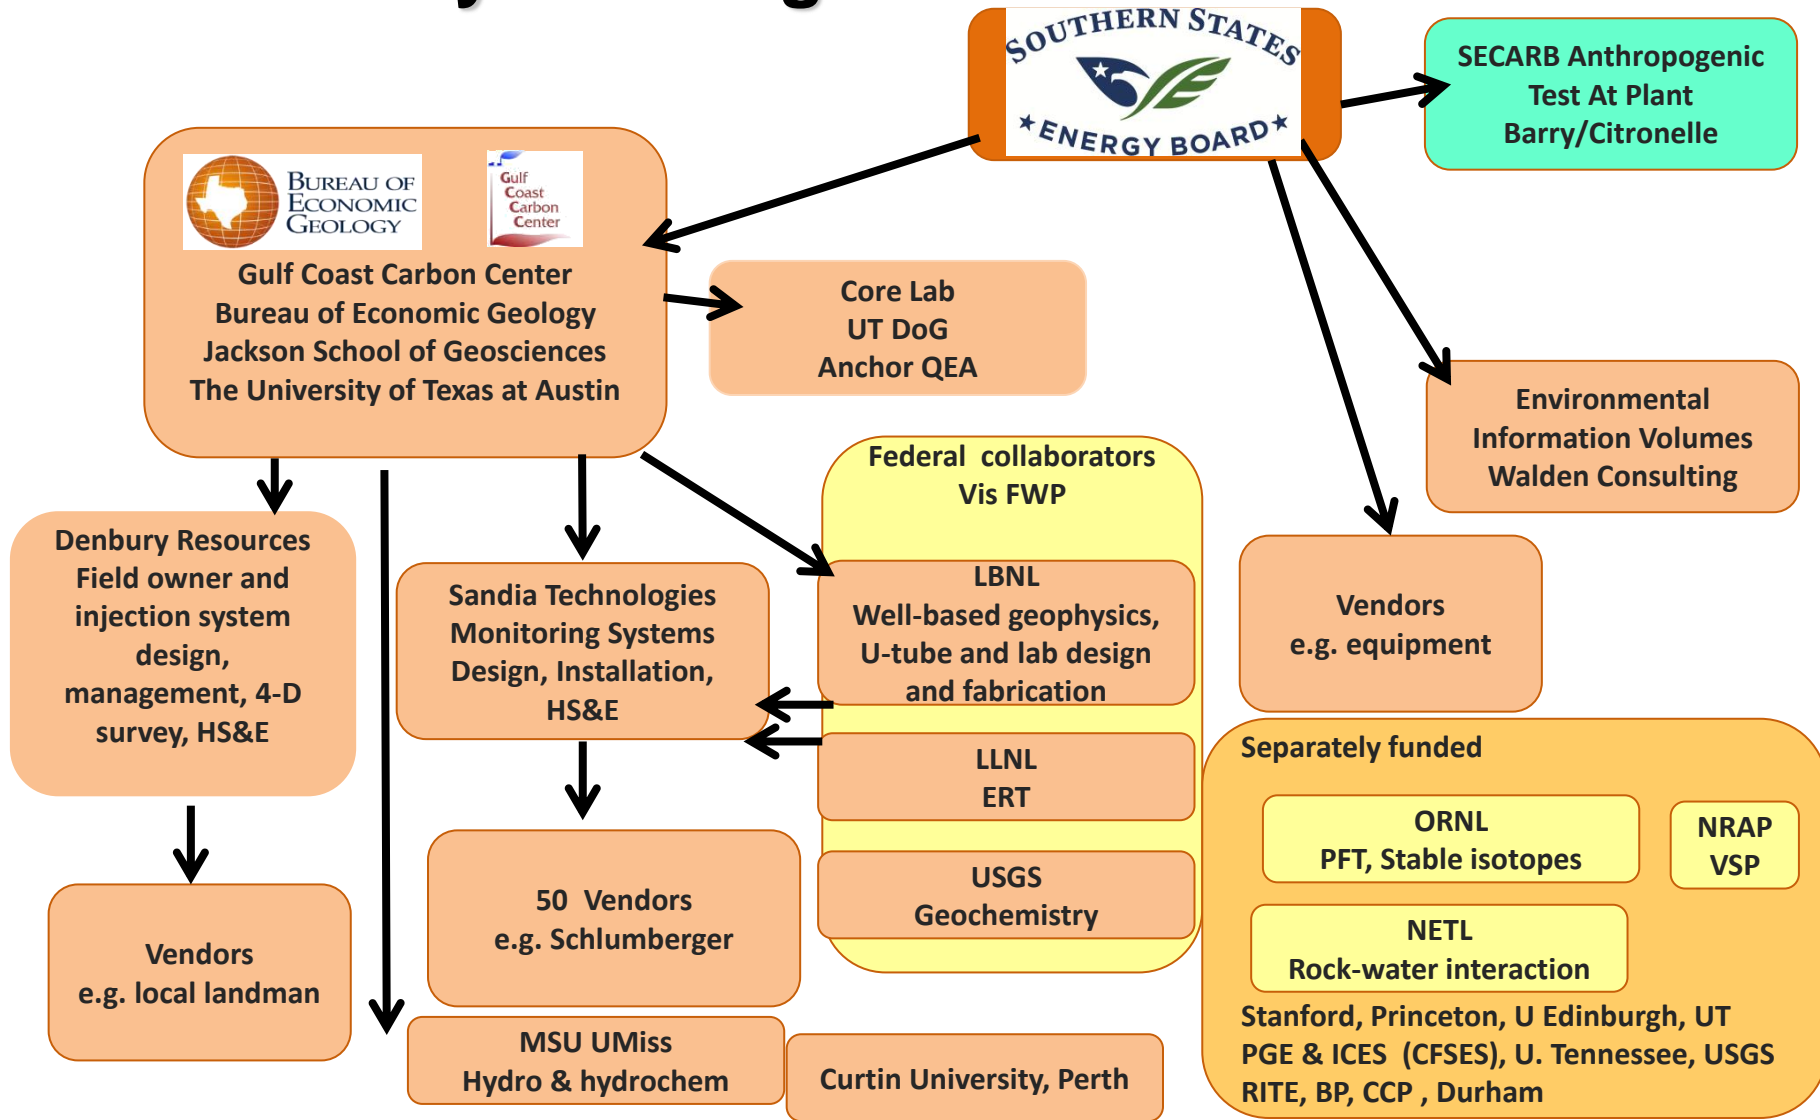 SOUTHERN STATES
ENERGY BOARD
SECARB Anthropogenic
Test At Plant
Barry/Citronelle
BUREAU OF
ECONOMIC
GEOLOGY
Gulf
Coast
Carbon
Center
Gulf Coast Carbon Center
Bureau of Economic Geology
Jackson School of Geosciences
The University of Texas at Austin
Core Lab
UT DoG
Anchor QEA
Environmental
Information Volumes
Walden Consulting
Federal collaborators
Vis FWP
Denbury Resources
Field owner and
injection system
design,
management, 4-D
survey, HS&E
Sandia Technologies
Monitoring Systems
Design, Installation,
HS&E
LBNL
Well-based geophysics,
U-tube and lab design
and fabrication
Vendors
e.g. equipment
LLNL
ERT
USGS
Geochemistry
Separately funded
ORNL
PFT, Stable isotopes
NRAP
VSP
NETL
Rock-water interaction
Stanford, Princeton, U Edinburgh, UT
PGE & ICES (CFSES), U. Tennessee, USGS
RITE, BP, CCP , Durham
Vendors
e.g. local landman
50 Vendors
e.g. Schlumberger
MSU UMiss
Hydro & hydrochem
Curtin University, Perth